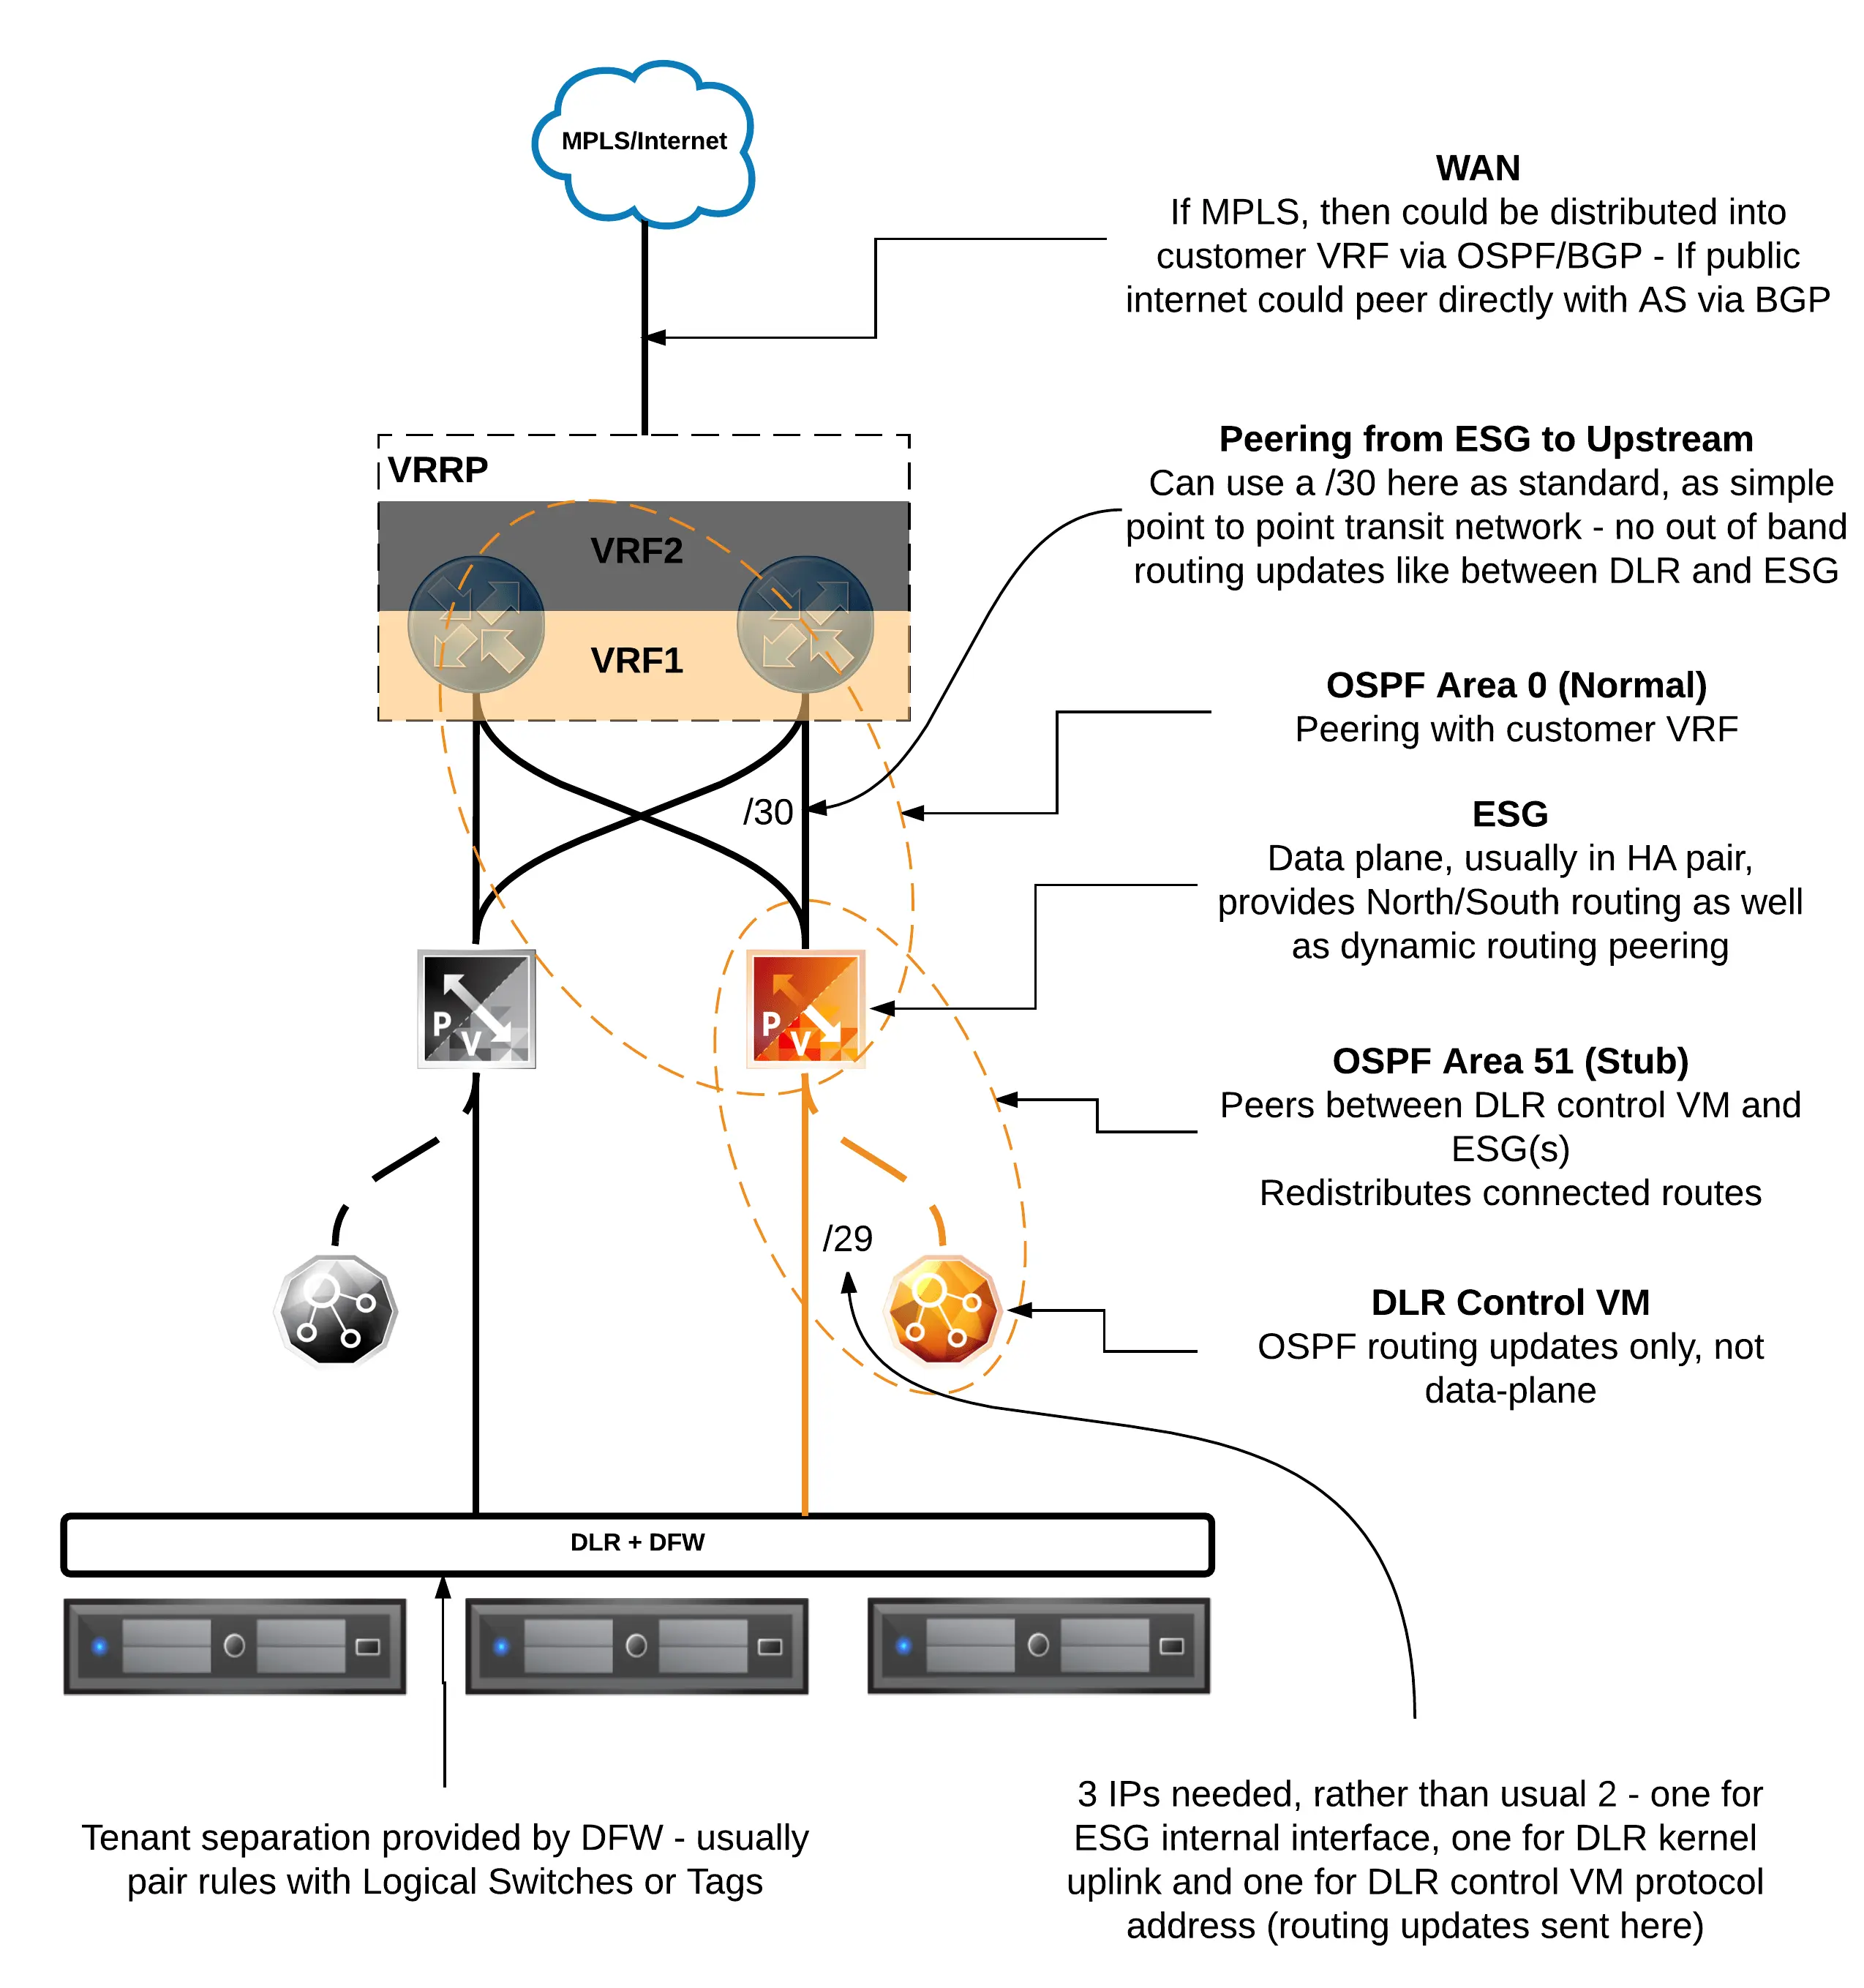 MPLS/Internet
WAN
If MPLS, then could be distributed into
customer VRF via OSPF/BGP - If public
internet could peer directly with AS via BGP
VRRP
VRF2
VRF1
Peering from ESG to Upstream
Can use a /30 here as standard, as simple
point to point transit network - no out of band
routing updates like between DLR and ESG
OSPF Area 0 (Normal)
Peering with customer VRF
/30
ESG
Data plane, usually in HA pair,
provides North/South routing as well
as dynamic routing peering
P
V
P
V
OSPF Area 51 (Stub)
Peers between DLR control VM and
ESG(s)
Redistributes connected routes
/29
DLR Control VM
OSPF routing updates only, not
data-plane
DLR + DFW
Tenant separation provided by DFW - usually
pair rules with Logical Switches or Tags
3 IPs needed, rather than usual 2 - one for
ESG internal interface, one for DLR kernel
uplink and one for DLR control VM protocol
address (routing updates sent here)